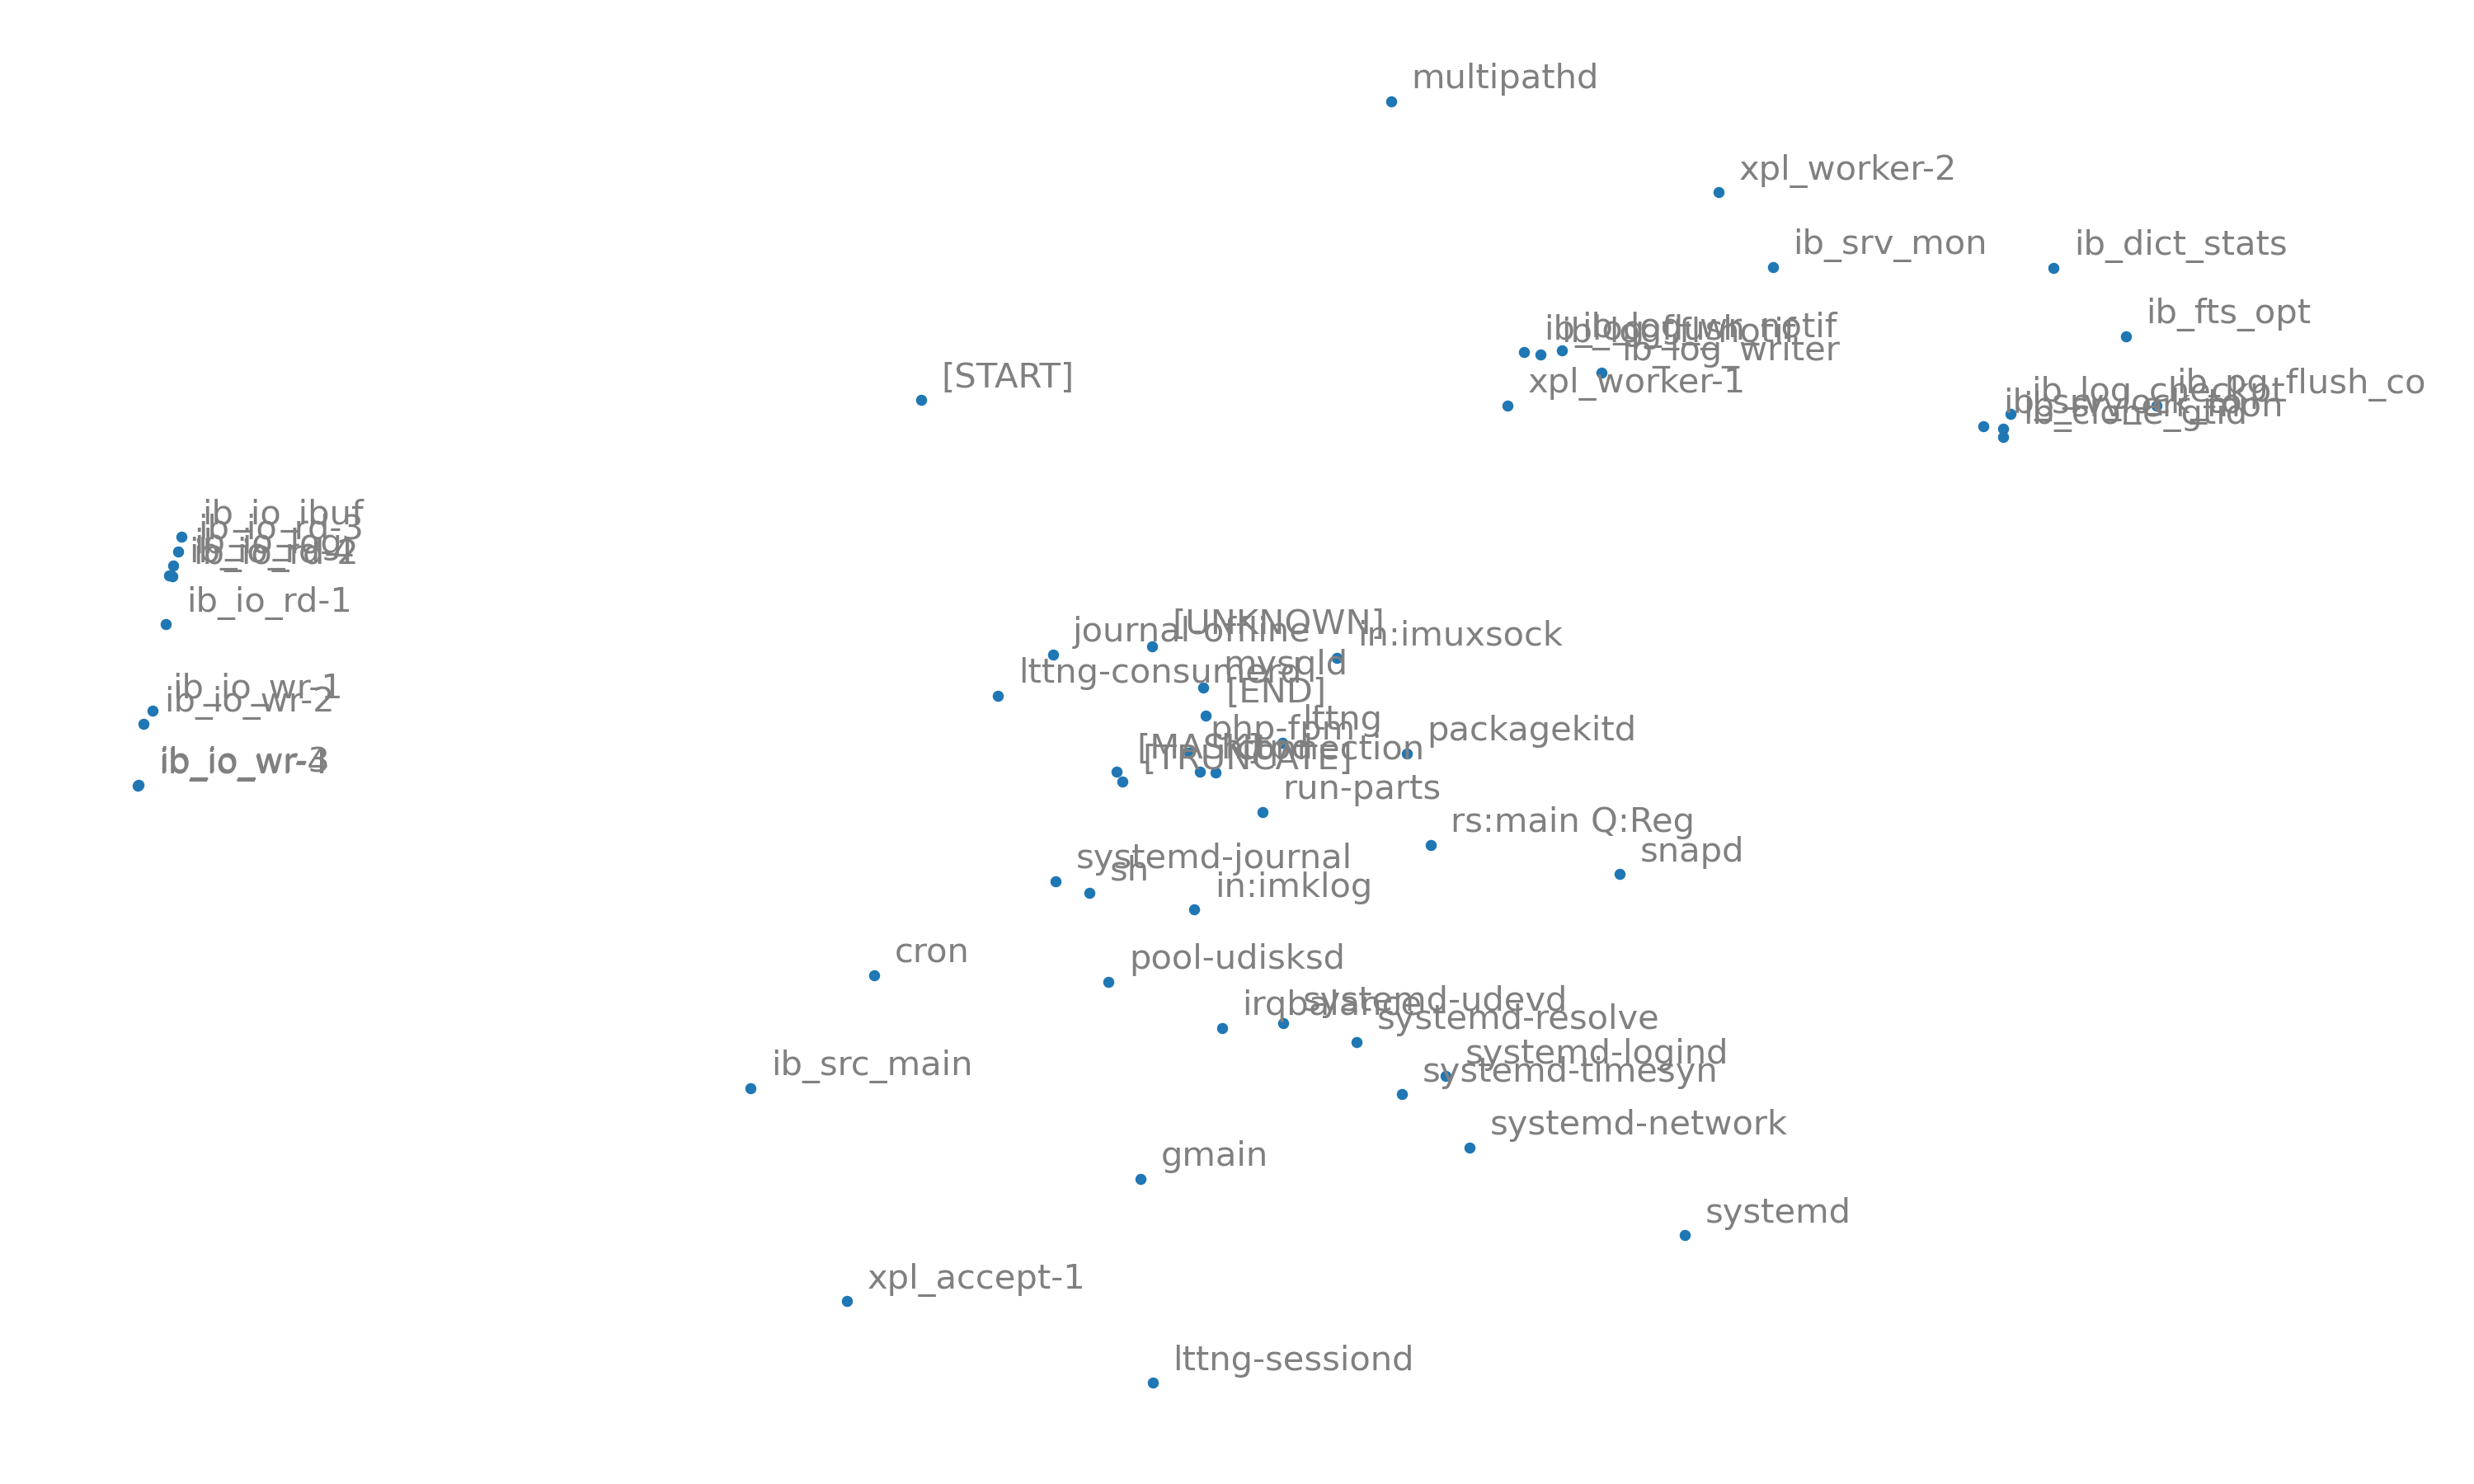 multipathd
xpl_worker-2
ib_srv_mon
ib_dict_stats
ib_fts_opt
ib_log_wr_notif
ib_log_flush
ib_log_writer
[START]
xpl_worker-1
ib_pg_flush_co
ib_log_checkpt
ib_clone_gtid
ib_io_ibuf
ib_io_rd-3
ib_io_log
ib_io_rd-4
ib_io_rd-2
ib_io_rd-1
[UNKNOWN]
journal-offline
in:imuxsock
mysqld
lttng-consumerd
ib_io_wr-1
[END]
ib_io_wr-2
lttng
php-fpm
packagekitd
[MASK]
connection
[TRUNCATE]
ib_io_wr-3
ib_io_wr-4
run-parts
rs:main Q:Reg
snapd
systemd-journal
sh
in:imklog
cron
pool-udisksd
systemd-udevd
irqbalance
systemd-resolve
systemd-logind
ib_src_main
systemd-timesyn
systemd-network
gmain
systemd
xpl_accept-1
lttng-sessiond